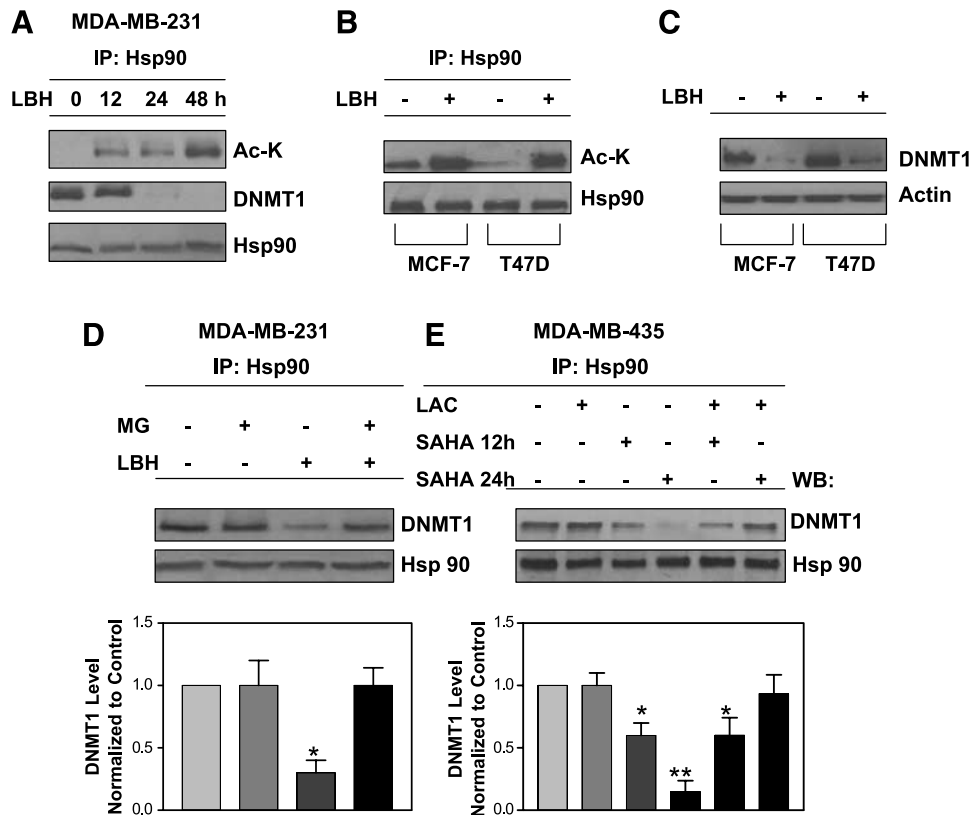 A MDA-MB-231
IP: Hsp90
LBH 0 12 24 48 h
Ac-K
DNMT1
Hsp90
B
IP: Hsp90
LBH - + - +
Ac-K
Hsp90
MCF-7 T47D
C
LBH - + - +
DNMT1
Actin
MCF-7 T47D
D MDA-MB-231
IP: Hsp90
MG - + - +
LBH - - + +
DNMT1
Hsp 90
DNMT1 Level
Normalized to Control
1.5
1.0
0.5
0.0
*
E MDA-MB-435
IP: Hsp90
LAC - + - - + +
SAHA 12h - - + - + -
SAHA 24h - - - + - + WB:
DNMT1
Hsp 90
DNMT1 Level
Normalized to Control
1.5
1.0
0.5
0.0
* ** *